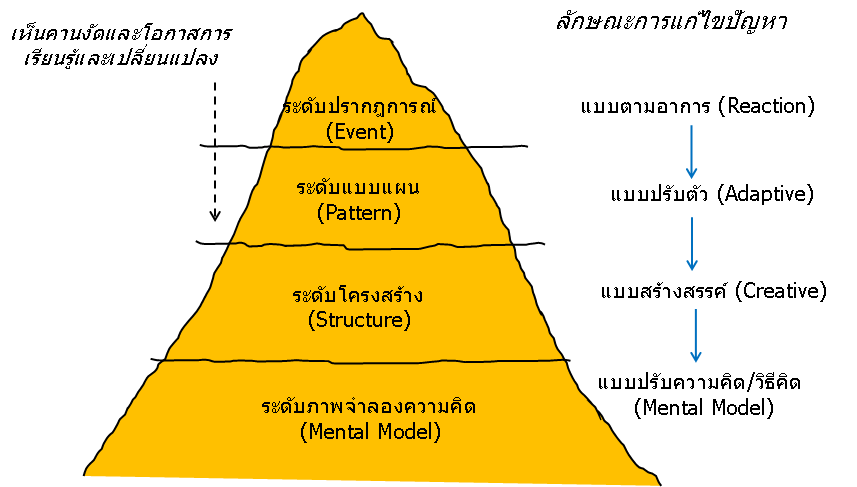 เห็นคานงัดและโอกาสการ
เรียนรู้และเปลี่ยนแปลง
ลักษณะการแก้ไขปัญหา
ระดับปรากฎการณ์
(Event)
แบบตามอาการ (Reaction)
ระดับแบบแผน
(Pattern)
แบบปรับตัว (Adaptive)
ระดับโครงสร้าง
(Structure)
แบบสร้างสรรค์ (Creative)
ระดับภาพจำลองความคิด
(Mental Model)
แบบปรับความคิด/วิธีคิด
(Mental Model)